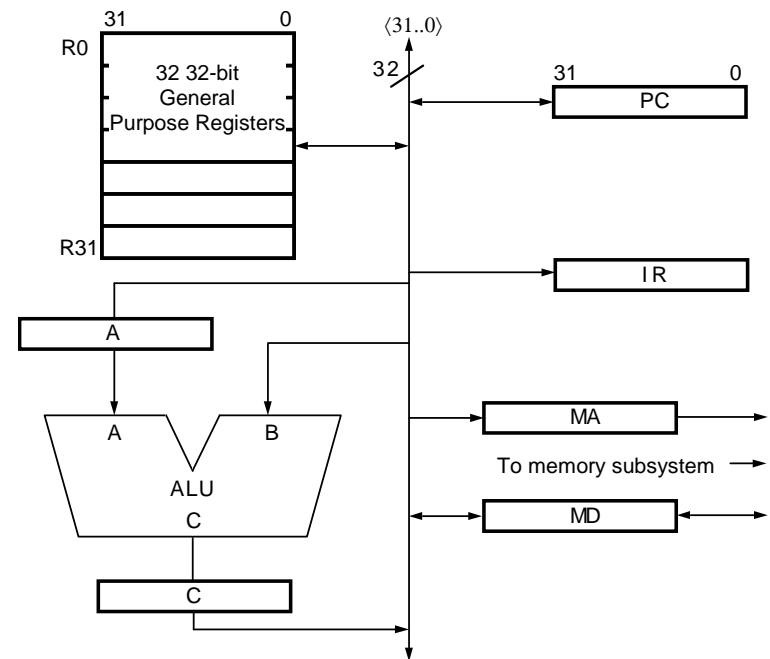 31 0
⟨31..0⟩
R0
32 32-bit
General
Purpose Registers
R31
32
31 0
PC
IR
A
A B
ALU
C
C
MA
To memory subsystem
MD